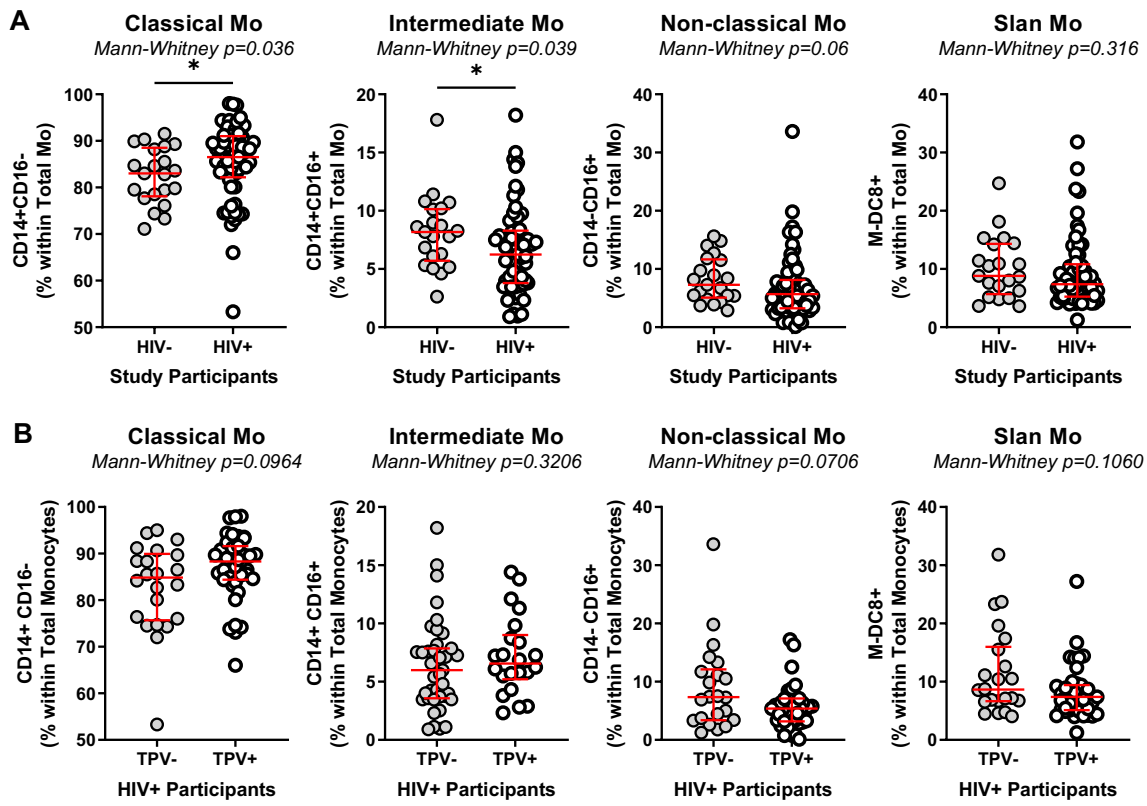 A
Classical Mo
Mann-Whitney p=0.036
*
CD14+CD16-
(% within Total Mo)
100
90
80
70
60
50
HIV-
HIV+
Study Participants
Intermediate Mo
Mann-Whitney p=0.039
*
CD14+CD16+
(% within Total Mo)
20
15
10
5
0
HIV-
HIV+
Study Participants
Non-classical Mo
Mann-Whitney p=0.06
CD14-CD16+
(% within Total Mo)
40
30
20
10
0
HIV-
HIV+
Study Participants
Slan Mo
Mann-Whitney p=0.316
M-DC8+
(% within Total Mo)
40
30
20
10
0
HIV-
HIV+
Study Participants
B
Classical Mo
Mann-Whitney p=0.0964
CD14+ CD16-
(% within Total Monocytes)
100
90
80
70
60
50
TPV-
TPV+
HIV+ Participants
Intermediate Mo
Mann-Whitney p=0.3206
CD14+ CD16+
(% within Total Monocytes)
20
15
10
5
0
TPV-
TPV+
HIV+ Participants
Non-classical Mo
Mann-Whitney p=0.0706
CD14- CD16+
(% within Total Monocytes)
40
30
20
10
0
TPV-
TPV+
HIV+ Participants
Slan Mo
Mann-Whitney p=0.1060
M-DC8+
(% within Total Monocytes)
40
30
20
10
0
TPV-
TPV+
HIV+ Participants